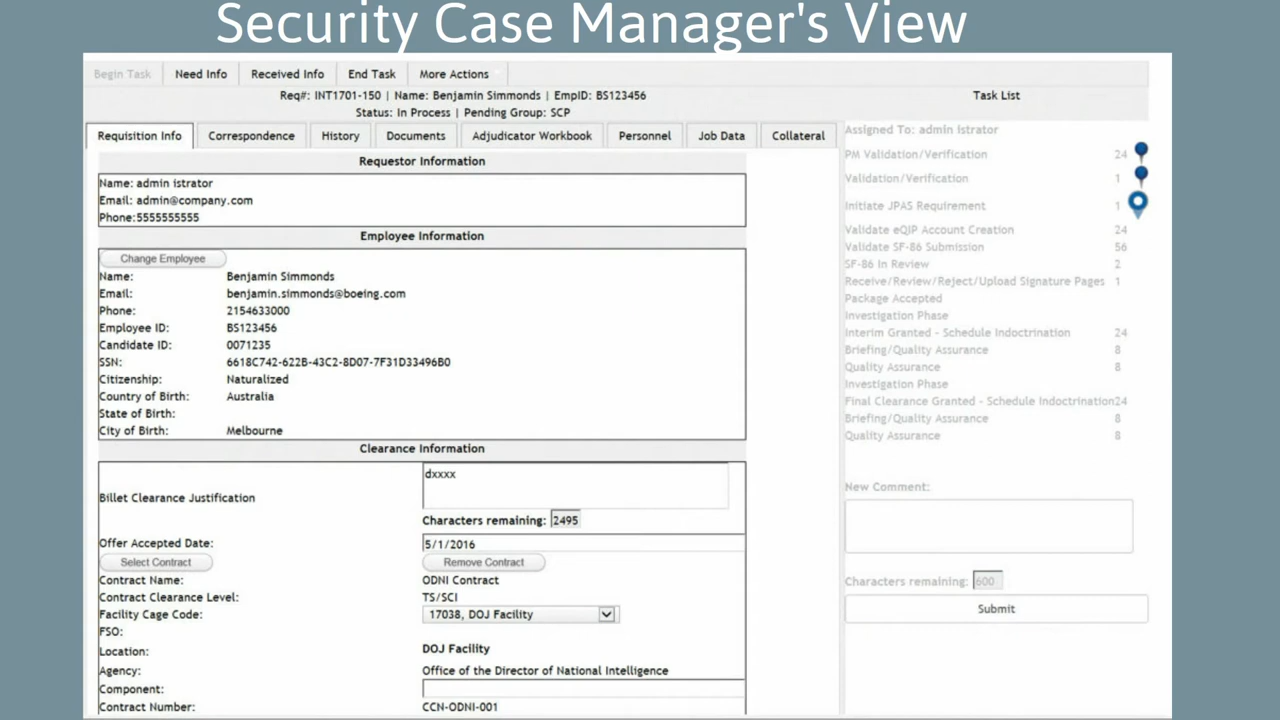 Security Case Manager's View
Begin Task Need Info Received Info End Task More Actions
Req#: INT1701-150 | Name: Benjamin Simmonds | EmpID: BS123456
Status: In Process | Pending Group: SCP
Requisition Info Correspondence History Documents Adjudicator Workbook Personnel Job Data Collateral
Requestor Information
Name: admin istrator
Email: admin@company.com
Phone:5555555555
Employee Information
Change Employee
Name: Benjamin Simmonds
Email: benjamin.simmonds@boeing.com
Phone: 2154633000
Employee ID: BS123456
Candidate ID: 0071235
SSN: 6618C742-622B-43C2-8D07-7F31D33496B0
Citizenship: Naturalized
Country of Birth: Australia
State of Birth:
City of Birth: Melbourne
Clearance Information
dxxxx
Billet Clearance Justification
Characters remaining: 2495
Offer Accepted Date: 5/1/2016
Select Contract Remove Contract
Contract Name: ODNI Contract
Contract Clearance Level: TS/SCI
Facility Cage Code: 17038, DOJ Facility
FSO:
Location: DOJ Facility
Agency: Office of the Director of National Intelligence
Component:
Contract Number: CCN-ODNI-001
Task List
Assigned To: admin istrator
PM Validation/Verification 24
Validation/Verification 1
Initiate JPAS Requirement 1
Validate eQIP Account Creation 24
Validate SF-86 Submission 56
SF-86 In Review 2
Receive/Review/Reject/Upload Signature Pages 1
Package Accepted
Investigation Phase
Interim Granted - Schedule Indoctrination 24
Briefing/Quality Assurance 8
Quality Assurance 8
Investigation Phase
Final Clearance Granted - Schedule Indoctrination24
Briefing/Quality Assurance 8
Quality Assurance 8
New Comment:
Characters remaining: 600
Submit